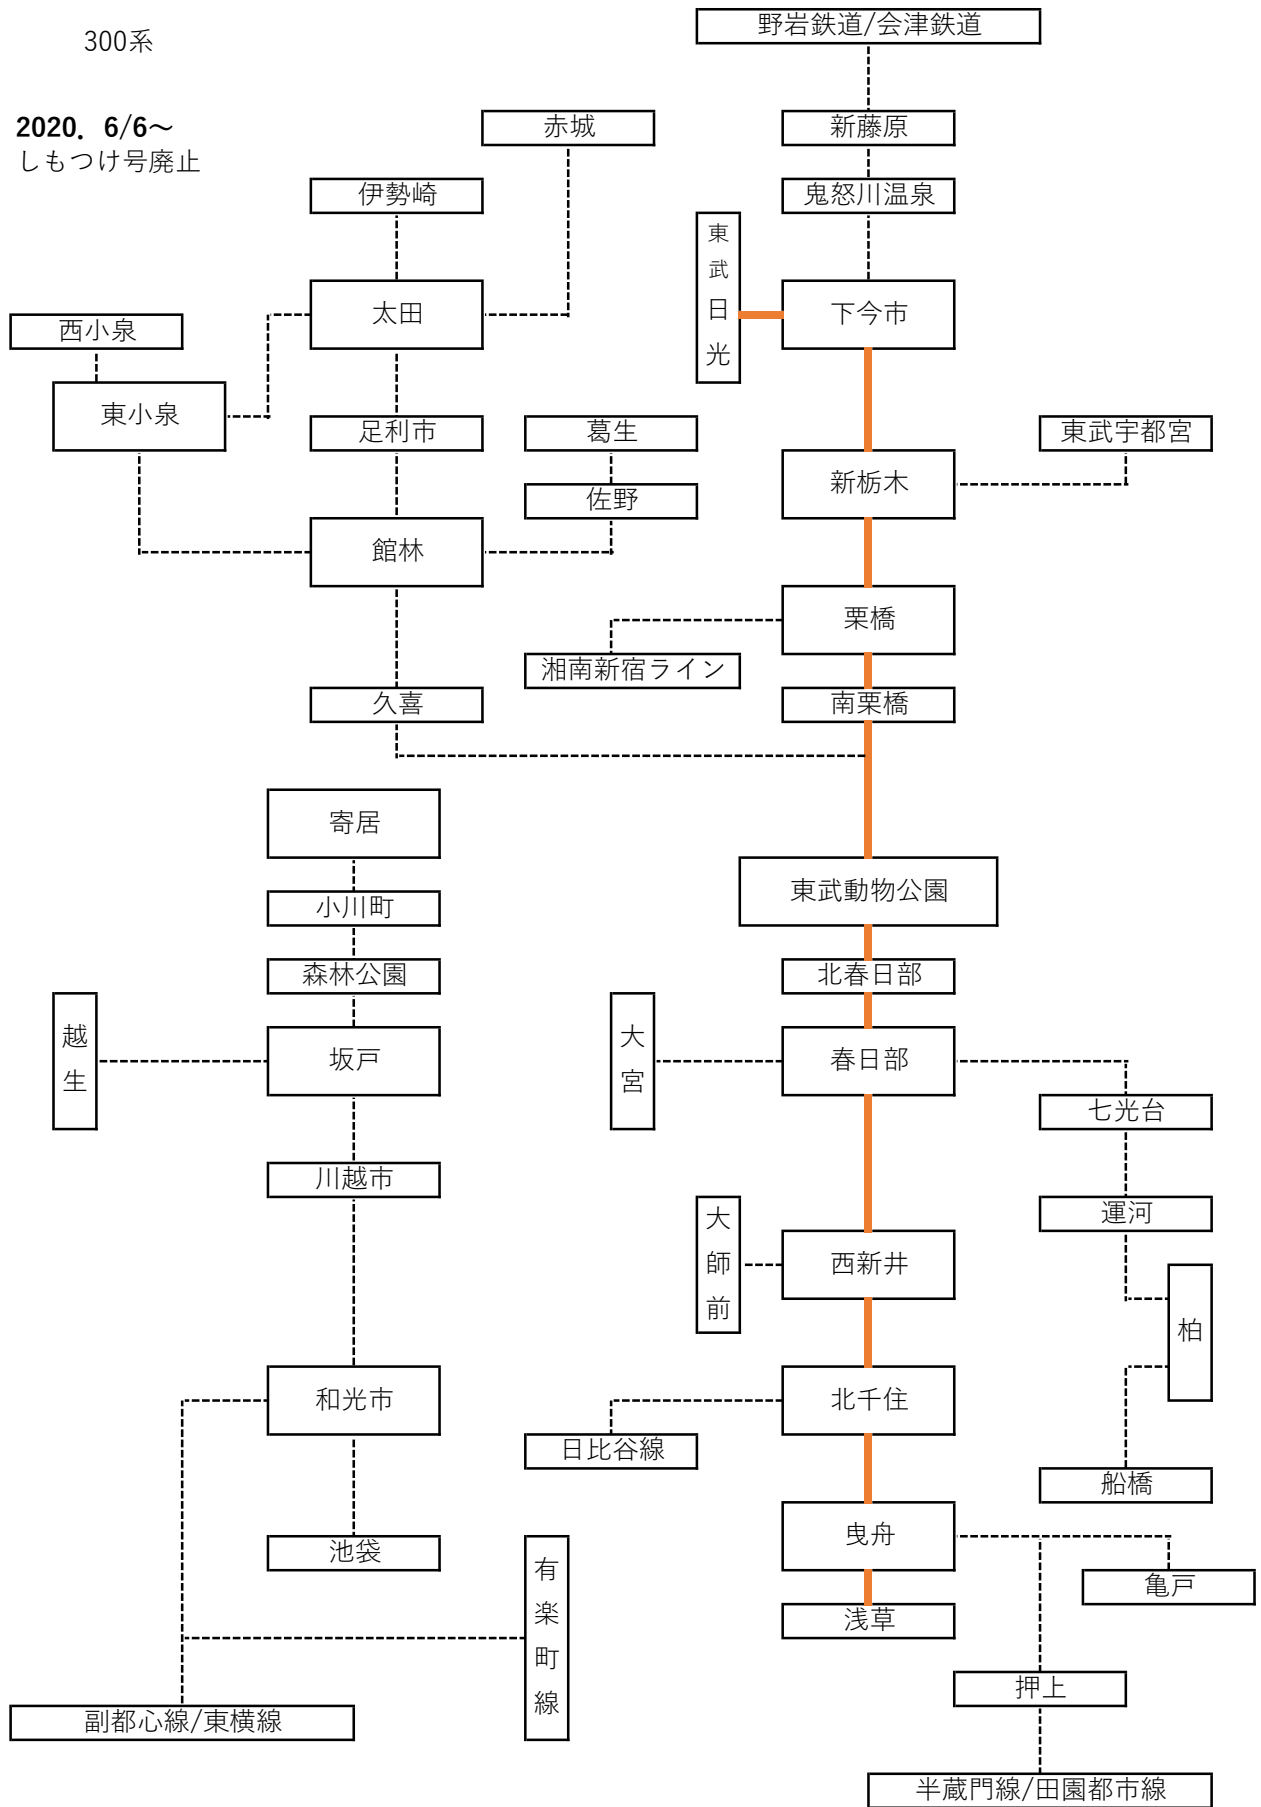 野岩鉄道/会津鉄道
300系
2020．6/6～
しもつけ号廃止
赤城
新藤原
伊勢崎
鬼怒川温泉
東武日光
太田
下今市
西小泉
東小泉
足利市
葛生
東武宇都宮
新栃木
佐野
館林
栗橋
湘南新宿ライン
久喜
南栗橋
寄居
東武動物公園
小川町
森林公園
北春日部
越生
坂戸
大宮
春日部
七光台
川越市
大師前
運河
西新井
柏
和光市
北千住
日比谷線
船橋
曳舟
池袋
有楽町線
亀戸
浅草
押上
副都心線/東横線
半蔵門線/田園都市線